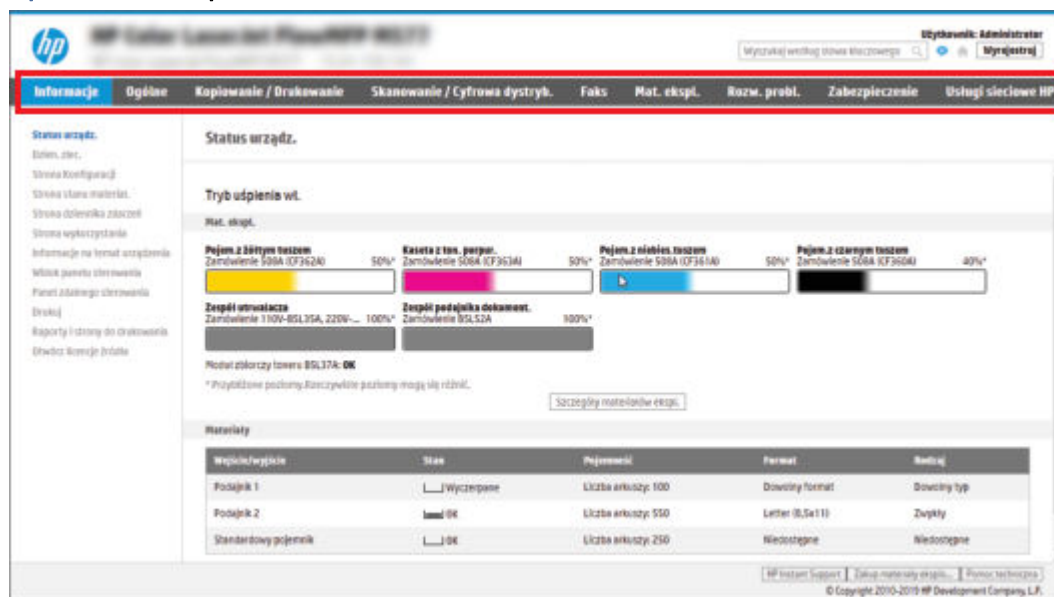 hp
Użytkownik: Administrator
Wyszukaj według słowa kluczowego
Wyrejestruj
Informacje Ogólne Kopiowanie / Drukowanie Skanowanie / Cyfrowa dystryb. Faks Mat. ekspl. Rozw. probl. Zabezpieczenie Usługi sieciowe HP
Status urządz.
Dzien. zlec.
Strona Konfiguracji
Strona stanu materiał.
Strona dziennika zdarzeń
Strona wykorzystania
Informacje na temat urządzenia
Widok panelu sterowania
Panel zdalnego sterowania
Drukuj
Raporty i strony do drukowania
Otwórz licencje źródła
Status urządz.
Tryb uśpienia wł.
Mat. ekspl.
Pojem.z żółtym tuszem
Zamówienie 508A (CF362A) 50%*
Kaseta z ton. purpur.
Zamówienie 508A (CF363A) 50%*
Pojem.z niebies.tuszem
Zamówienie 508A (CF361A) 50%*
Pojem.z czarnym tuszem
Zamówienie 508A (CF360A) 40%*
Zespół utrwalacza
Zamówienie 110V-B5L35A, 220V-... 100%*
Zespół podajnika dokument.
Zamówienie B5L52A 100%*
Moduł zbiorczy toneru B5L37A: OK
* Przybliżone poziomy.Rzeczywiste poziomy mogą się różnić.
Szczegóły materiałów ekspl.
Materiały
Wejście/wyjście Stan Pojemność Format Rodzaj
Podajnik 1 Wyczerpane Liczba arkuszy: 100 Dowolny format Dowolny typ
Podajnik 2 OK Liczba arkuszy: 550 Letter (8,5x11) Zwykły
Standardowy pojemnik OK Liczba arkuszy: 250 Niedostępne Niedostępne
HP Instant Support Zakup materiały eksplo... Pomoc techniczna
© Copyright 2010-2019 HP Development Company, L.P.